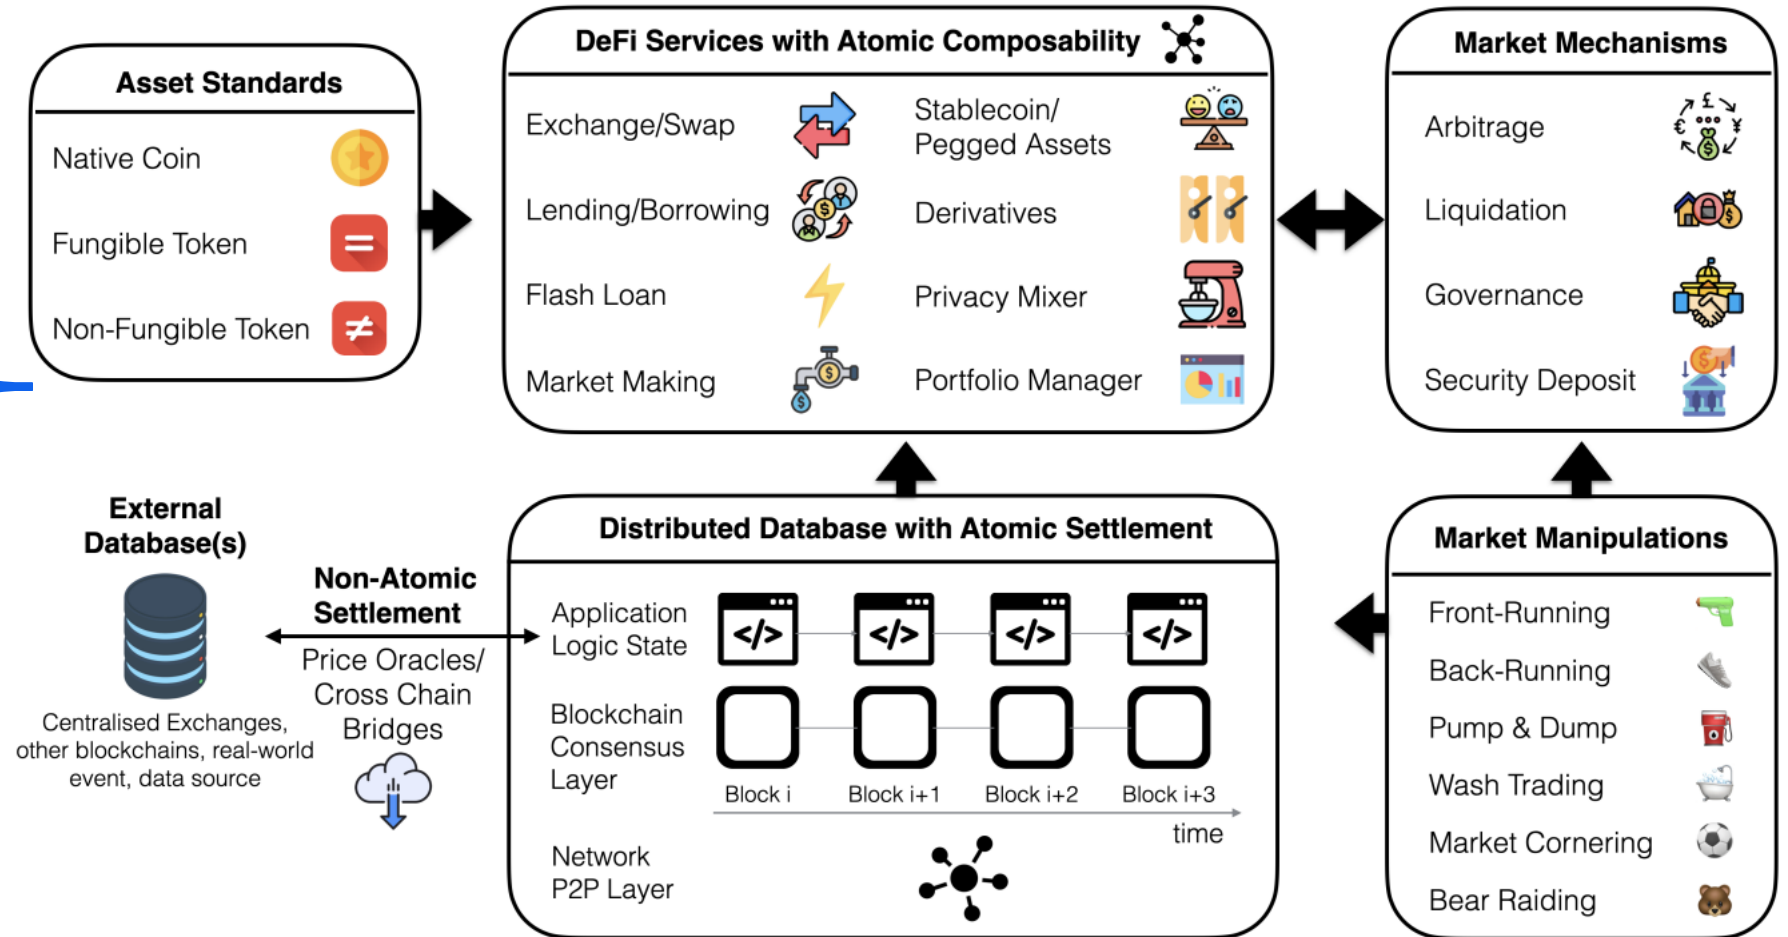 Asset Standards
Native Coin
Fungible Token
=
Non-Fungible Token
≠
DeFi Services with Atomic Composability
Exchange/Swap
Lending/Borrowing
$
Flash Loan
Market Making
$
$
Stablecoin/
Pegged Assets
Derivatives
Privacy Mixer
Portfolio Manager
Market Mechanisms
Arbitrage
£
€
¥
$
Liquidation
$
Governance
Security Deposit
$
External
Database(s)
Centralised Exchanges,
other blockchains, real-world
event, data source
Non-Atomic
Settlement
Price Oracles/
Cross Chain
Bridges
Distributed Database with Atomic Settlement
Application
Logic State
</>
</>
</>
</>
Blockchain
Consensus
Layer
Block i
Block i+1
Block i+2
Block i+3
time
Network
P2P Layer
Market Manipulations
Front-Running
Back-Running
Pump & Dump
Wash Trading
Market Cornering
Bear Raiding